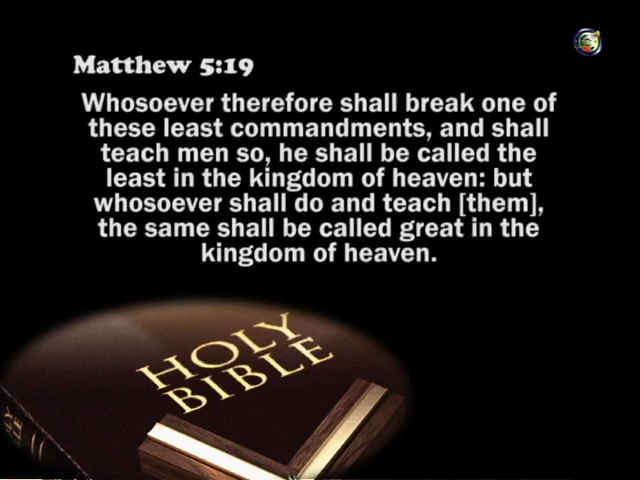 Matthew 5:19
Whosoever therefore shall break one of
these least commandments, and shall
teach men so, he shall be called the
least in the kingdom of heaven: but
whosoever shall do and teach [them],
the same shall be called great in the
kingdom of heaven.
HOLY
BIBLE